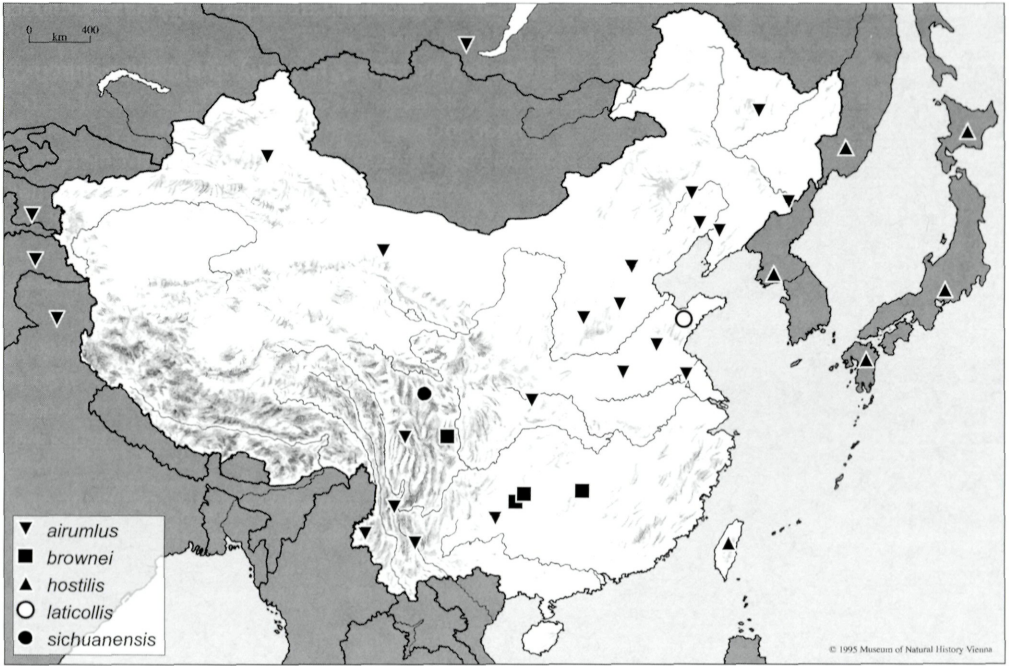 0 km 400
airumlus
brownei
hostilis
laticollis
sichuanensis
© 1995 Museum of Natural History Vienna